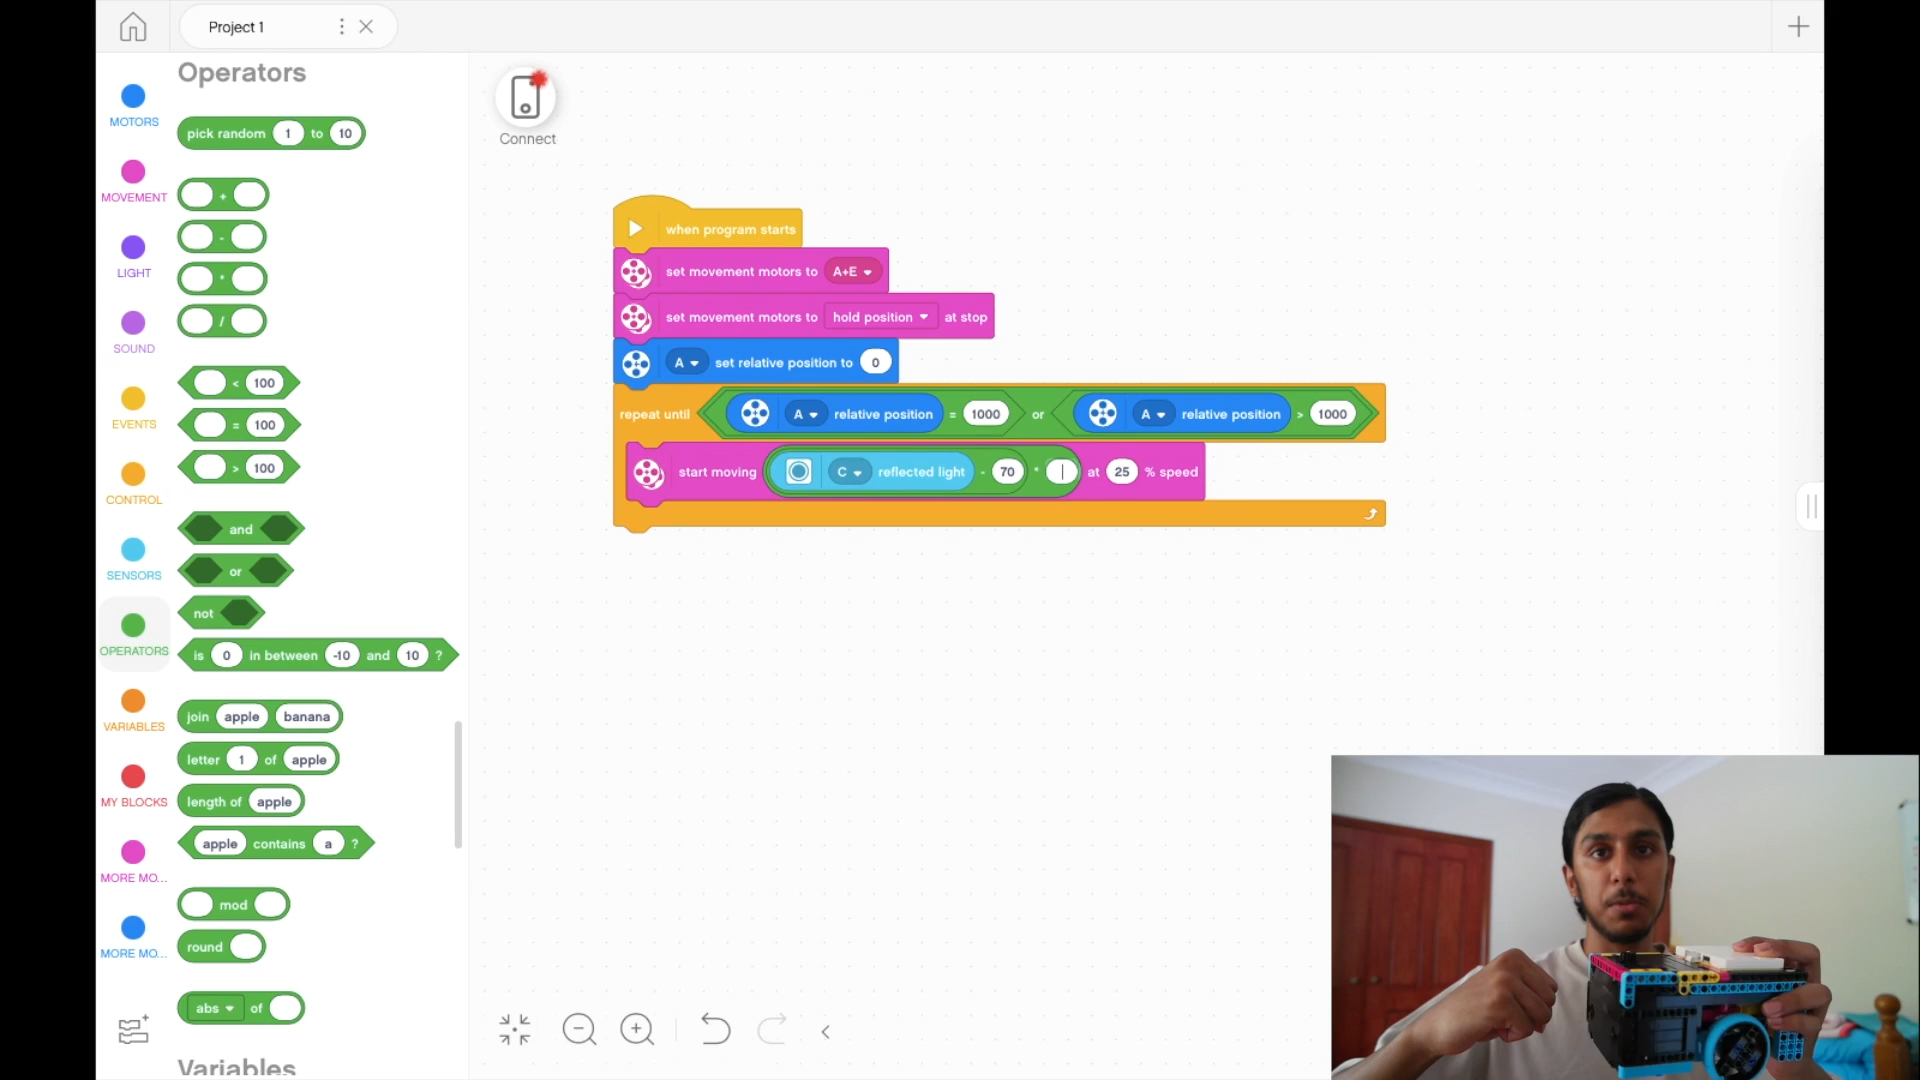 Project 1
Operators
MOTORS
MOVEMENT
LIGHT
SOUND
EVENTS
CONTROL
SENSORS
OPERATORS
VARIABLES
MY BLOCKS
MORE MO...
MORE MO...
pick random 1 to 10
+
-
*
/
< 100
= 100
> 100
and
or
not
is 0 in between -10 and 10 ?
join apple banana
letter 1 of apple
length of apple
apple contains a ?
mod
round
abs of
Variables
Connect
when program starts
set movement motors to A+E
set movement motors to hold position at stop
A set relative position to 0
repeat until A relative position = 1000 or A relative position > 1000
start moving C reflected light - 70 * at 25 % speed